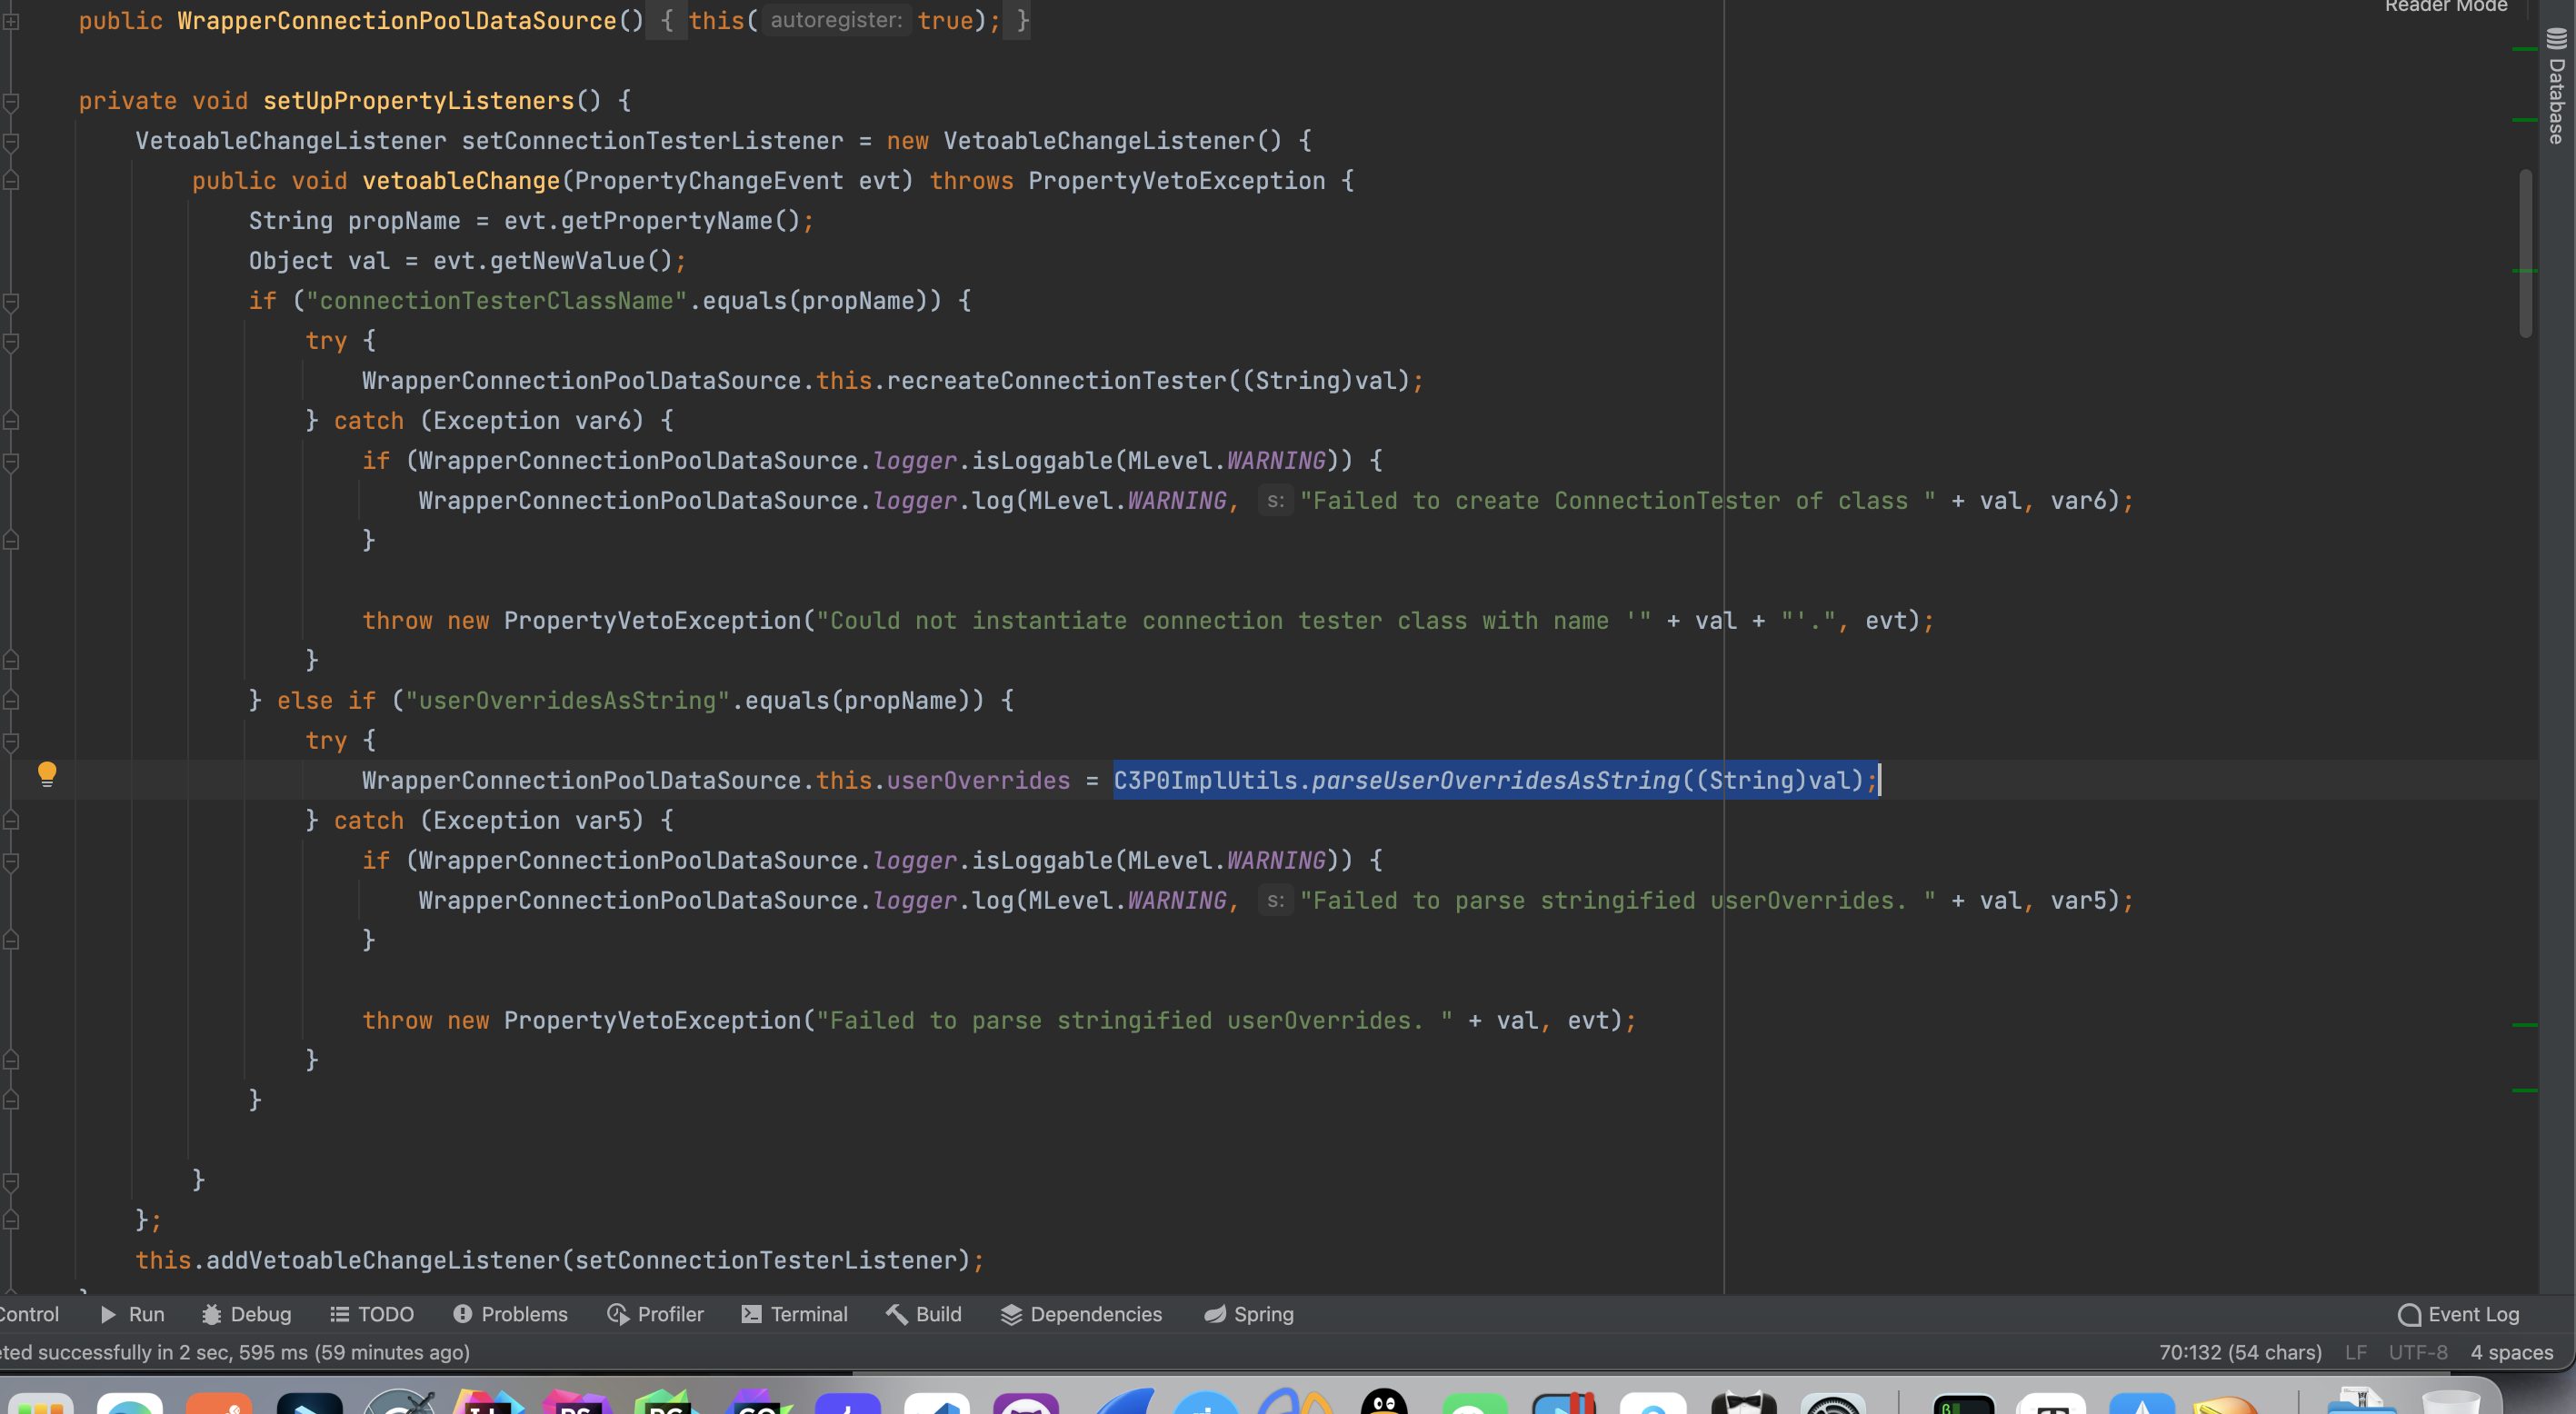 Reader Mode
public WrapperConnectionPoolDataSource() { this( autoregister: true); }
private void setUpPropertyListeners() {
VetoableChangeListener setConnectionTesterListener = new VetoableChangeListener() {
public void vetoableChange(PropertyChangeEvent evt) throws PropertyVetoException {
String propName = evt.getPropertyName();
Object val = evt.getNewValue();
if ("connectionTesterClassName".equals(propName)) {
try {
WrapperConnectionPoolDataSource.this.recreateConnectionTester((String)val);
} catch (Exception var6) {
if (WrapperConnectionPoolDataSource.logger.isLoggable(MLevel.WARNING)) {
WrapperConnectionPoolDataSource.logger.log(MLevel.WARNING, s: "Failed to create ConnectionTester of class " + val, var6);
}
throw new PropertyVetoException("Could not instantiate connection tester class with name '" + val + "'.", evt);
}
} else if ("userOverridesAsString".equals(propName)) {
try {
WrapperConnectionPoolDataSource.this.userOverrides = C3P0ImplUtils.parseUserOverridesAsString((String)val);
} catch (Exception var5) {
if (WrapperConnectionPoolDataSource.logger.isLoggable(MLevel.WARNING)) {
WrapperConnectionPoolDataSource.logger.log(MLevel.WARNING, s: "Failed to parse stringified userOverrides. " + val, var5);
}
throw new PropertyVetoException("Failed to parse stringified userOverrides. " + val, evt);
}
}
}
};
this.addVetoableChangeListener(setConnectionTesterListener);
Database
Control Run Debug TODO Problems Profiler Terminal Build Dependencies Spring Event Log
eted successfully in 2 sec, 595 ms (59 minutes ago) 70:132 (54 chars) LF UTF-8 4 spaces